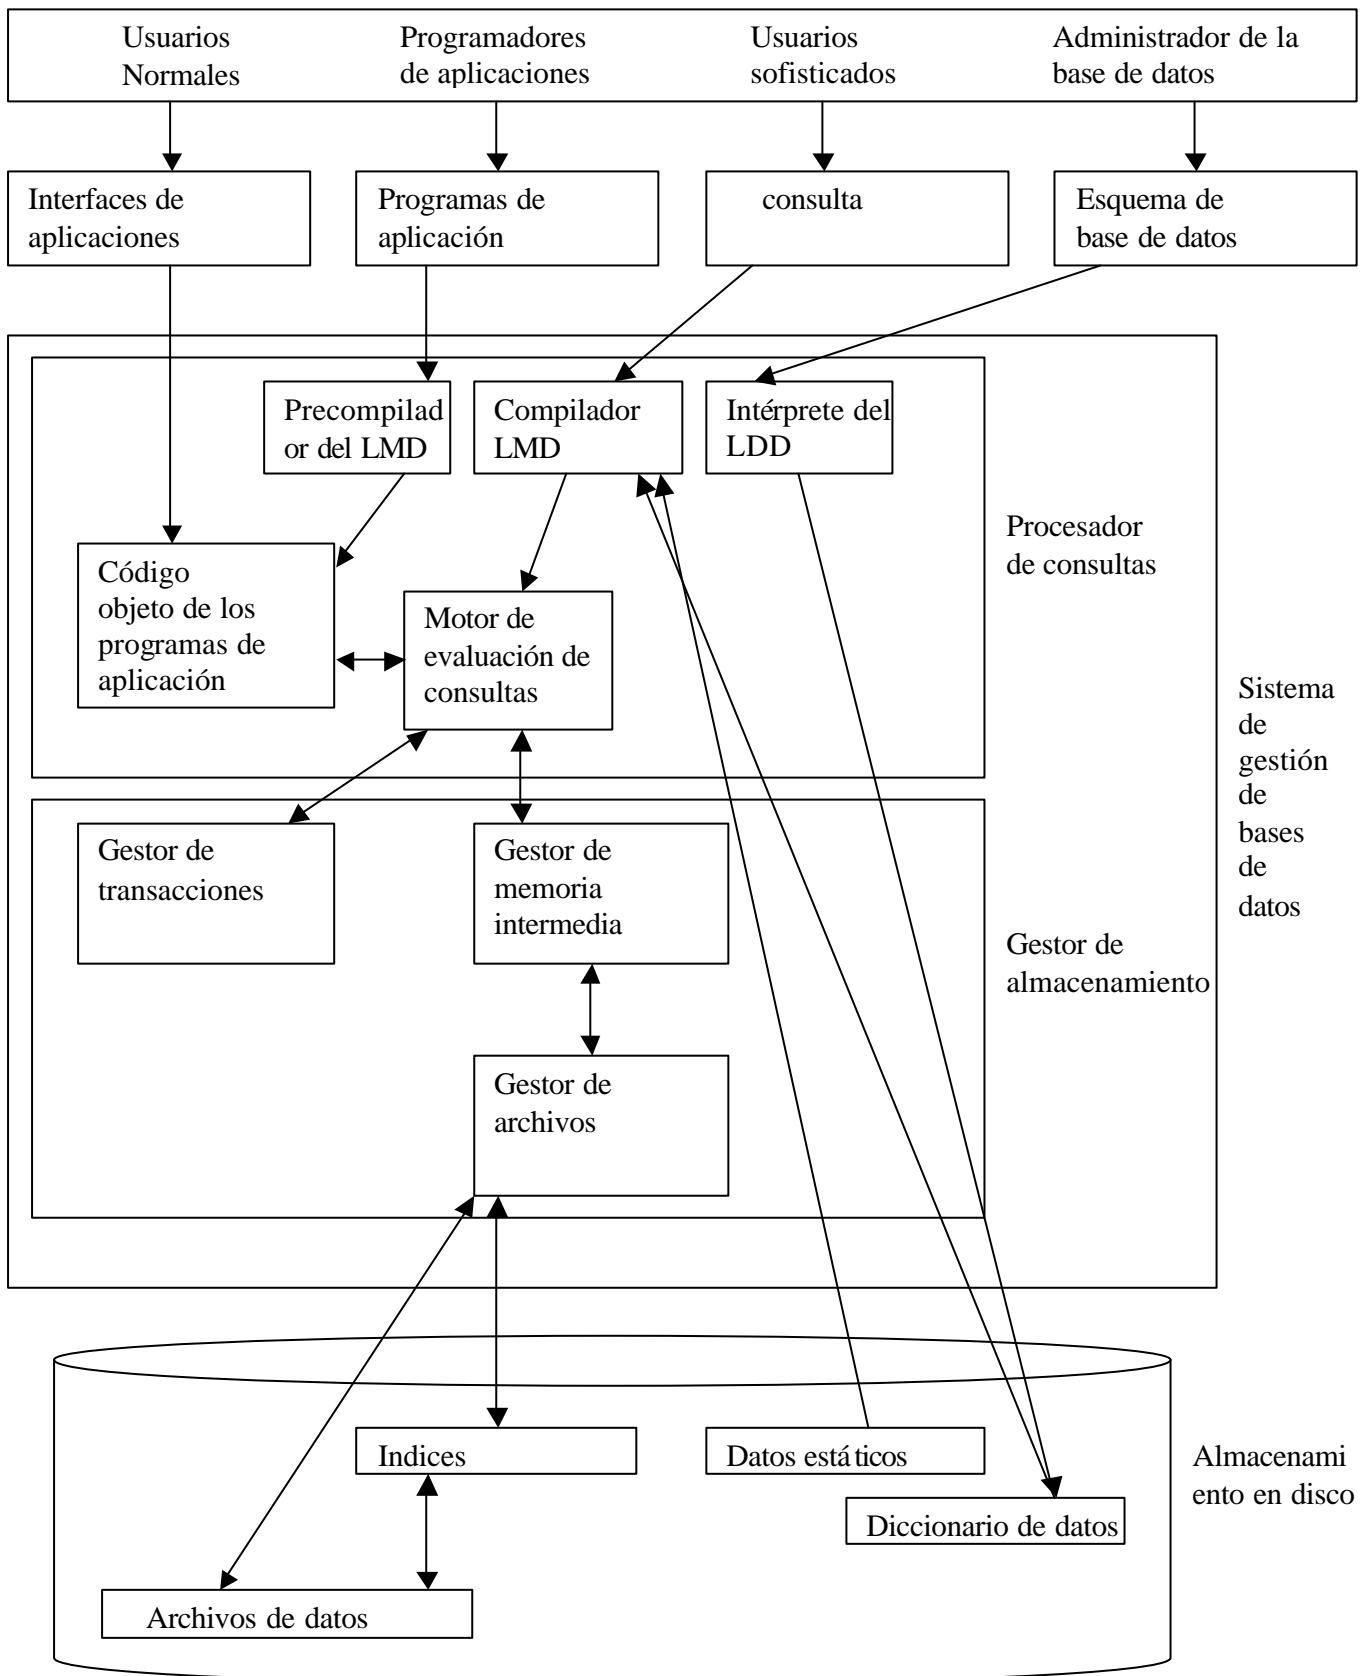 Usuarios
Normales
Programadores
de aplicaciones
Usuarios
sofisticados
Administrador de la
base de datos
Interfaces de
aplicaciones
Programas de
aplicación
consulta
Esquema de
base de datos
Precompilad
or del LMD
Compilador
LMD
Intérprete del
LDD
Procesador
de consultas
Código
objeto de los
programas de
aplicación
Motor de
evaluación de
consultas
Sistema
de
gestión
de
bases
de
datos
Gestor de
transacciones
Gestor de
memoria
intermedia
Gestor de
almacenamiento
Gestor de
archivos
Indices
Datos estáticos
Almacenami
ento en disco
Diccionario de datos
Archivos de datos